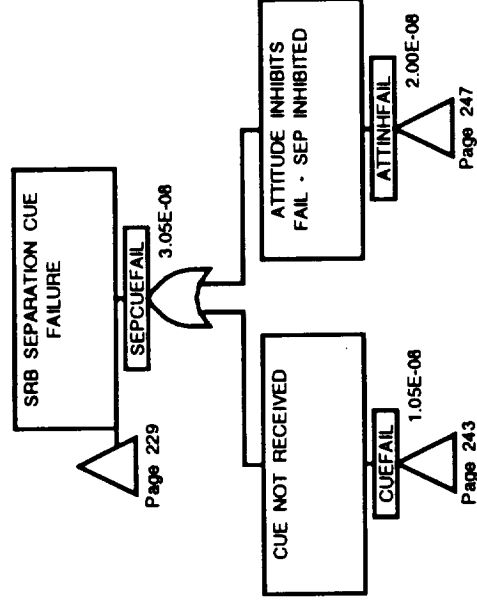 SRB SEPARATION CUE
FAILURE
SEPCUEFAIL
3.05E-08
Page 229
CUE NOT RECEIVED
CUEFAIL
1.05E-08
Page 243
ATTITUDE INHIBITS
FAIL - SEP INHIBITED
ATTINHFAIL
2.00E-08
Page 247